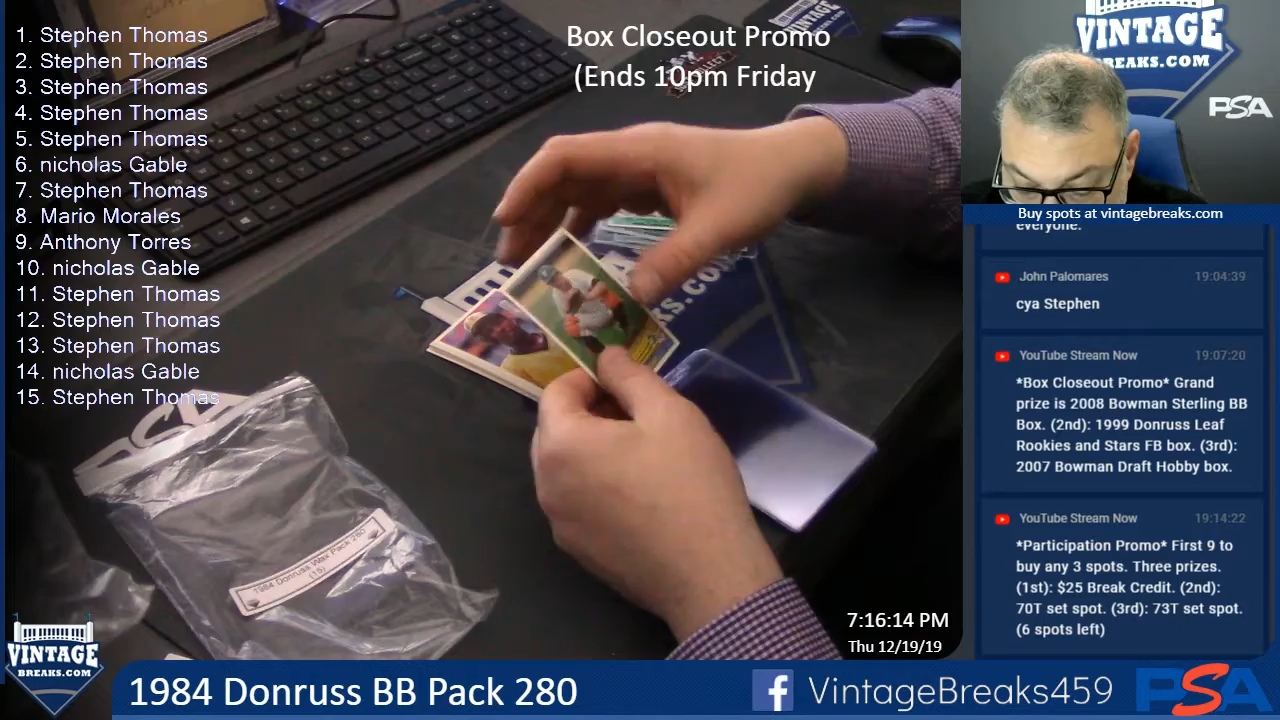 1. Stephen Thomas
2. Stephen Thomas
3. Stephen Thomas
4. Stephen Thomas
5. Stephen Thomas
6. nicholas Gable
7. Stephen Thomas
8. Mario Morales
9. Anthony Torres
10. nicholas Gable
11. Stephen Thomas
12. Stephen Thomas
13. Stephen Thomas
14. nicholas Gable
15. Stephen Thomas
Box Closeout Promo
(Ends 10pm Friday
VINTAGE
BREAKS.COM
PSA
Buy spots at vintagebreaks.com
everyone.
John Palomares 19:04:39
cya Stephen
YouTube Stream Now 19:07:20
*Box Closeout Promo* Grand
prize is 2008 Bowman Sterling BB
Box. (2nd): 1999 Donruss Leaf
Rookies and Stars FB box. (3rd):
2007 Bowman Draft Hobby box.
YouTube Stream Now 19:14:22
*Participation Promo* First 9 to
buy any 3 spots. Three prizes.
(1st): $25 Break Credit. (2nd):
70T set spot. (3rd): 73T set spot.
(6 spots left)
PSA
1984 Donruss Wax Pack 280
(15)
7:16:14 PM
Thu 12/19/19
VINTAGE
BREAKS.COM
1984 Donruss BB Pack 280
f VintageBreaks459
PSA